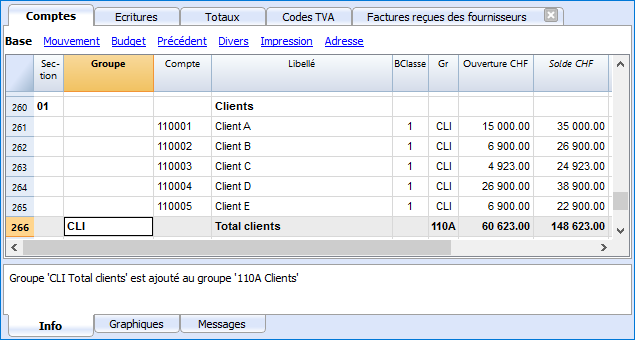 Comptes Ecritures Totaux Codes TVA Factures reçues des fournisseurs
Base Mouvement Budget Précédent Divers Impression Adresse
Sec-tion Groupe Compte Libellé BClasse Gr Ouverture CHF Solde CHF
260 01 Clients
261 110001 Client A 1 CLI 15 000.00 35 000.00
262 110002 Client B 1 CLI 6 900.00 26 900.00
263 110003 Client C 1 CLI 4 923.00 24 923.00
264 110004 Client D 1 CLI 26 900.00 38 900.00
265 110005 Client E 1 CLI 6 900.00 22 900.00
266 CLI Total clients 110A 60 623.00 148 623.00
Groupe 'CLI Total clients' est ajouté au groupe '110A Clients'
Info Graphiques Messages